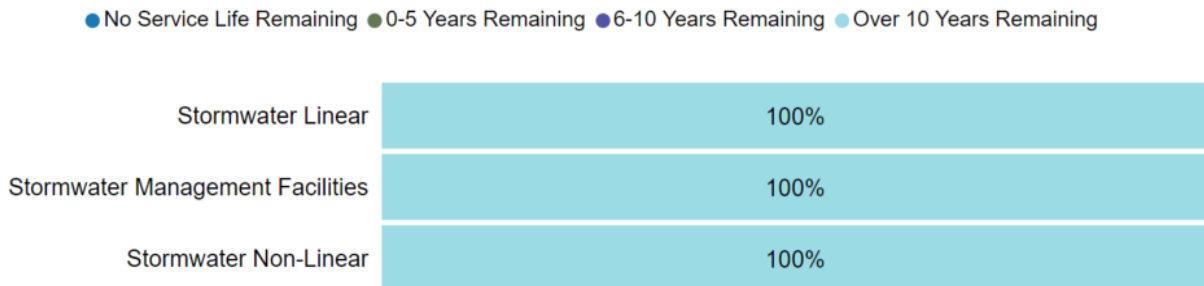 No Service Life Remaining 0-5 Years Remaining 6-10 Years Remaining Over 10 Years Remaining
Stormwater Linear 100%
Stormwater Management Facilities 100%
Stormwater Non-Linear 100%